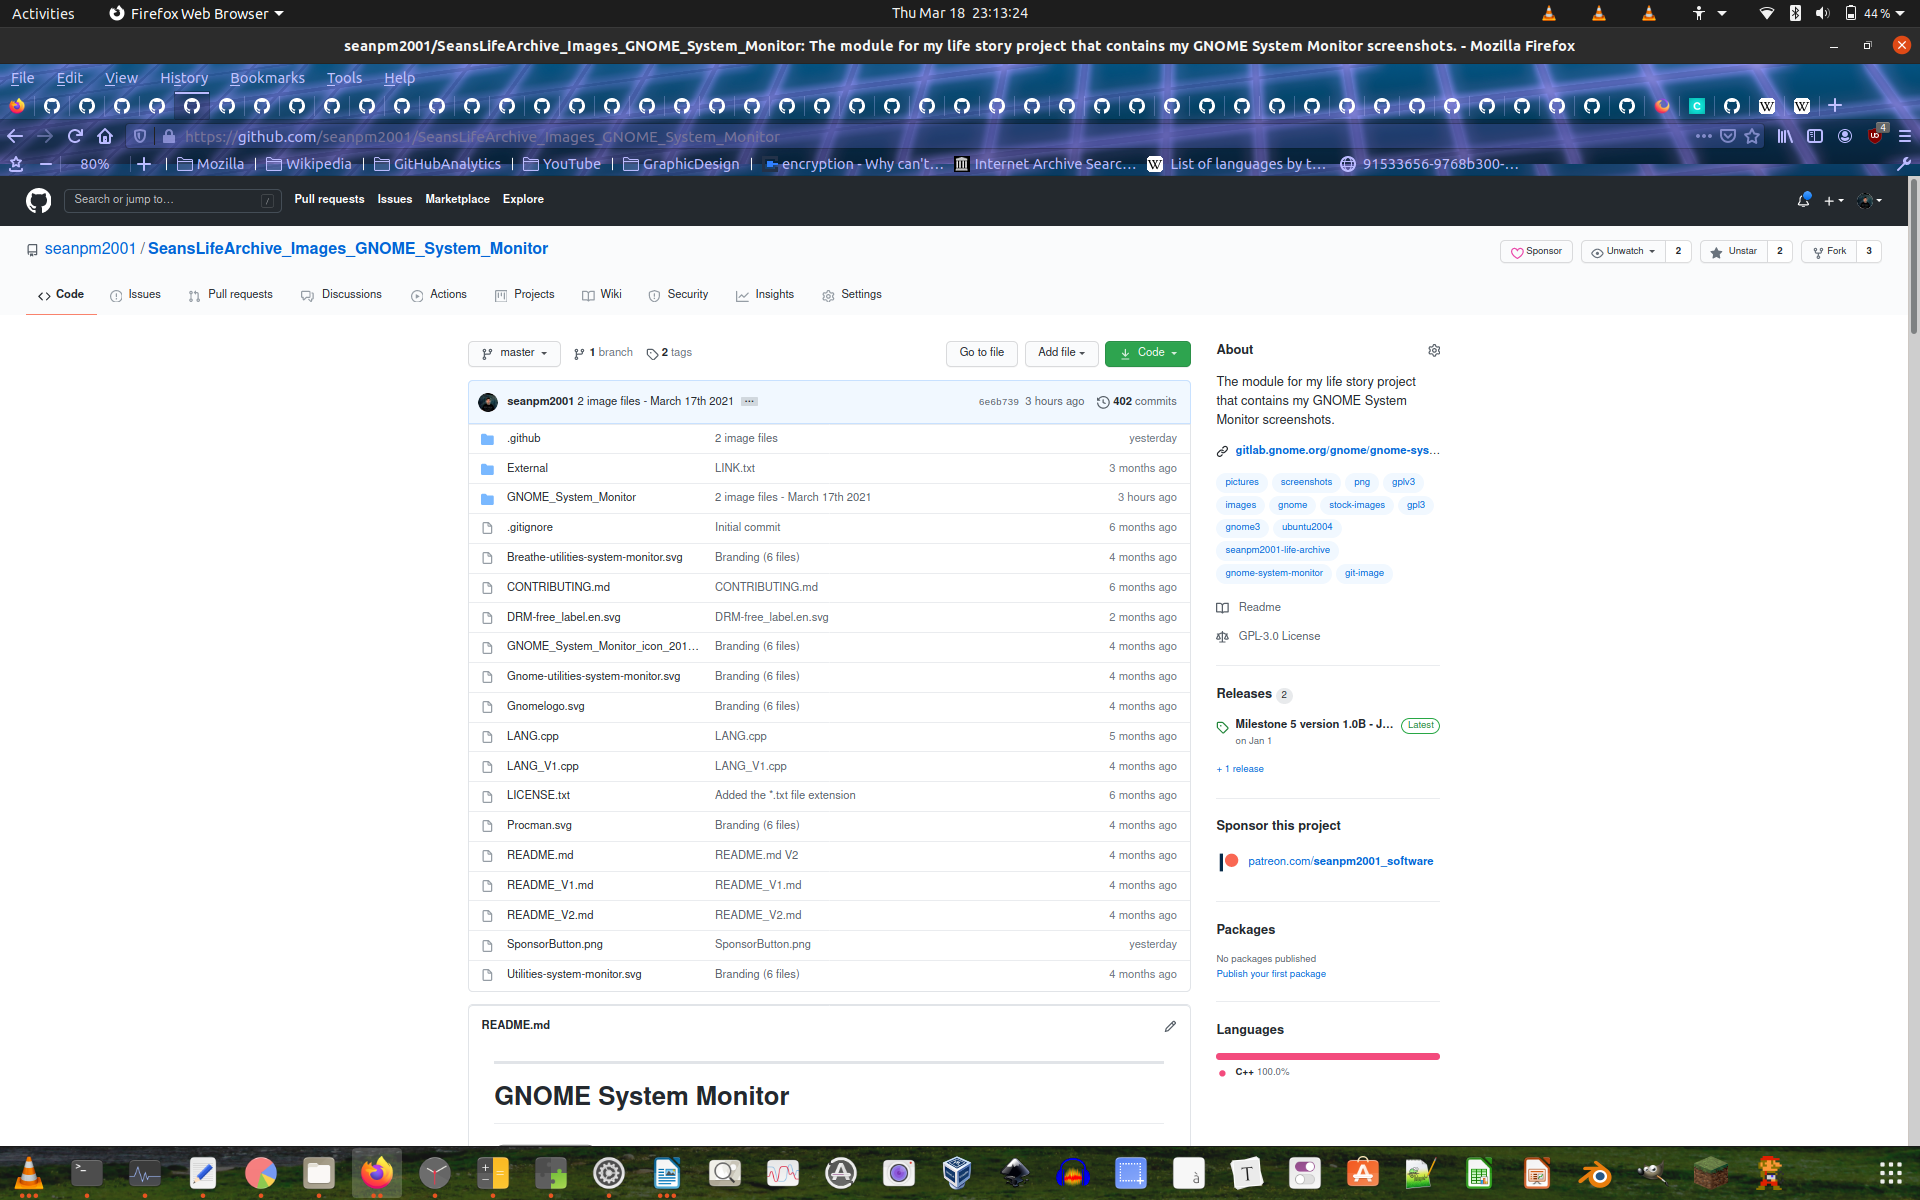 Activities Firefox Web Browser Thu Mar 18 23:13:24 44 %
seanpm2001/SeansLifeArchive_Images_GNOME_System_Monitor: The module for my life story project that contains my GNOME System Monitor screenshots. - Mozilla Firefox
File Edit View History Bookmarks Tools Help
https://github.com/seanpm2001/SeansLifeArchive_Images_GNOME_System_Monitor 4
80% Mozilla Wikipedia GitHubAnalytics YouTube GraphicDesign encryption - Why can't… Internet Archive Searc… List of languages by t… 91533656-9768b300-…
Search or jump to… / Pull requests Issues Marketplace Explore
seanpm2001 / SeansLifeArchive_Images_GNOME_System_Monitor Sponsor Unwatch 2 Unstar 2 Fork 3
Code Issues Pull requests Discussions Actions Projects Wiki Security Insights Settings
master 1 branch 2 tags Go to file Add file Code
seanpm2001 2 image files - March 17th 2021 … 6e6b739 3 hours ago 402 commits
.github 2 image files yesterday
External LINK.txt 3 months ago
GNOME_System_Monitor 2 image files - March 17th 2021 3 hours ago
.gitignore Initial commit 6 months ago
Breathe-utilities-system-monitor.svg Branding (6 files) 4 months ago
CONTRIBUTING.md CONTRIBUTING.md 6 months ago
DRM-free_label.en.svg DRM-free_label.en.svg 2 months ago
GNOME_System_Monitor_icon_201… Branding (6 files) 4 months ago
Gnome-utilities-system-monitor.svg Branding (6 files) 4 months ago
Gnomelogo.svg Branding (6 files) 4 months ago
LANG.cpp LANG.cpp 5 months ago
LANG_V1.cpp LANG_V1.cpp 4 months ago
LICENSE.txt Added the *.txt file extension 6 months ago
Procman.svg Branding (6 files) 4 months ago
README.md README.md V2 4 months ago
README_V1.md README_V1.md 4 months ago
README_V2.md README_V2.md 4 months ago
SponsorButton.png SponsorButton.png yesterday
Utilities-system-monitor.svg Branding (6 files) 4 months ago
README.md
GNOME System Monitor
About
The module for my life story project
that contains my GNOME System
Monitor screenshots.
gitlab.gnome.org/gnome/gnome-sys…
pictures screenshots png gplv3
images gnome stock-images gpl3
gnome3 ubuntu2004
seanpm2001-life-archive
gnome-system-monitor git-image
Readme
GPL-3.0 License
Releases 2
Milestone 5 version 1.0B - J… Latest
on Jan 1
+ 1 release
Sponsor this project
patreon.com/seanpm2001_software
Packages
No packages published
Publish your first package
Languages
C++ 100.0%